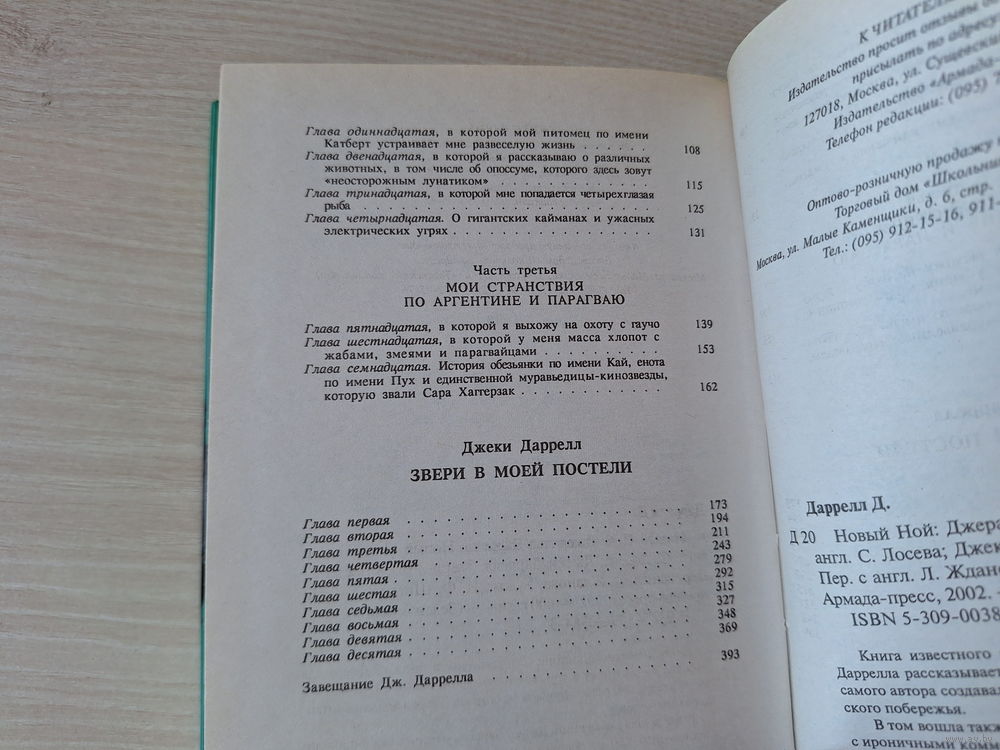 Глава одиннадцатая, в которой мой питомец по имени
Катберт устраивает мне развеселую жизнь . . . . . . 108
Глава двенадцатая, в которой я рассказываю о различных
животных, в том числе об опоссуме, которого здесь зовут
«неосторожным лунатиком» . . . . . . . . . . . . . 115
Глава тринадцатая, в которой мне попадается четырехглазая
рыба . . . . . . . . . . . . . . . . . . . . . . . 125
Глава четырнадцатая. О гигантских кайманах и ужасных
электрических угрях . . . . . . . . . . . . . . . . 131
Часть третья
МОИ СТРАНСТВИЯ
ПО АРГЕНТИНЕ И ПАРАГВАЮ
Глава пятнадцатая, в которой я выхожу на охоту с гаучо 139
Глава шестнадцатая, в которой у меня масса хлопот с
жабами, змеями и парагвайцами . . . . . . . . . . 153
Глава семнадцатая. История обезьянки по имени Кай, енота
по имени Пух и единственной муравьедицы-кинозвезды,
которую звали Сара Хаггерзак . . . . . . . . . . . . 162
Джеки Даррелл
ЗВЕРИ В МОЕЙ ПОСТЕЛИ
Глава первая . . . . . . . . . . . . . . . . . . . 173
Глава вторая . . . . . . . . . . . . . . . . . . . 194
Глава третья . . . . . . . . . . . . . . . . . . . 211
Глава четвертая . . . . . . . . . . . . . . . . . . 243
Глава пятая . . . . . . . . . . . . . . . . . . . . 279
Глава шестая . . . . . . . . . . . . . . . . . . . 292
Глава седьмая . . . . . . . . . . . . . . . . . . . 315
Глава восьмая . . . . . . . . . . . . . . . . . . . 327
Глава девятая . . . . . . . . . . . . . . . . . . . 348
Глава десятая . . . . . . . . . . . . . . . . . . . 369
Завещание Дж. Даррелла . . . . . . . . . . . . . . 393
К ЧИТАТЕЛ
Издательство просит отзывы об
присылать по адресу
127018, Москва, ул. Сущевски
Издательство «Армада-
Телефон редакции: (095) 7
Оптово-розничную продажу
Торговый дом «Школьни
Москва, ул. Малые Каменщики, д. 6, стр.
Тел.: (095) 912-15-16, 911-
Даррелл Д.
Д 20 Новый Ной: Джера
англ. С. Лосева; Джек
Пер. с англ. Л. Ждан
Армада-пресс, 2002. -
ISBN 5-309-0038
Книга известного
Даррелла рассказывает
самого автора создавал
ского побережья.
В том вошла такж
с ироничными комм